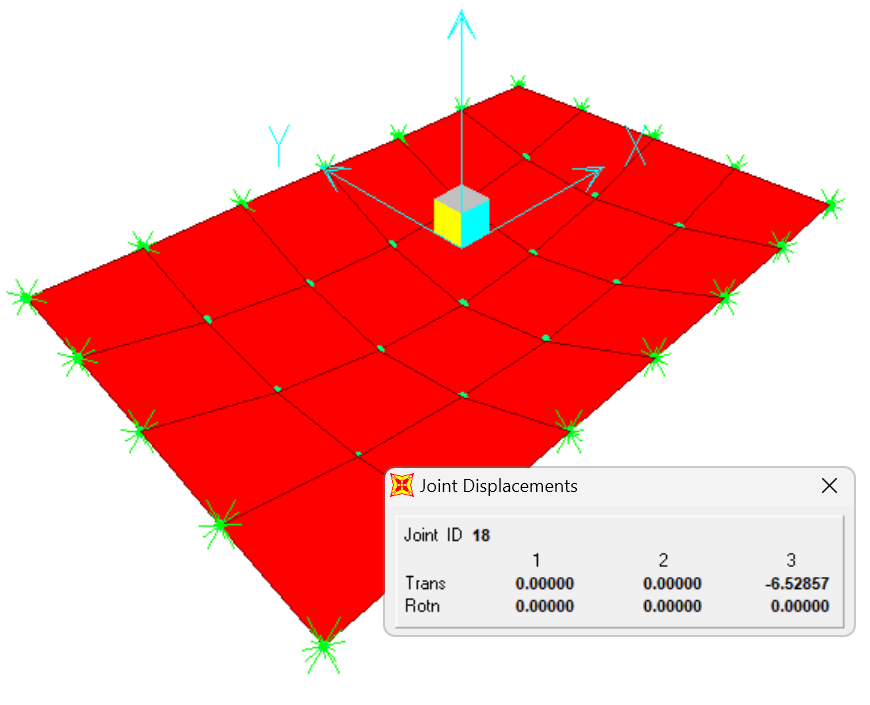 Y
X
Joint Displacements
Joint ID 18
1 2 3
Trans 0.00000 0.00000 -6.52857
Rotn 0.00000 0.00000 0.00000